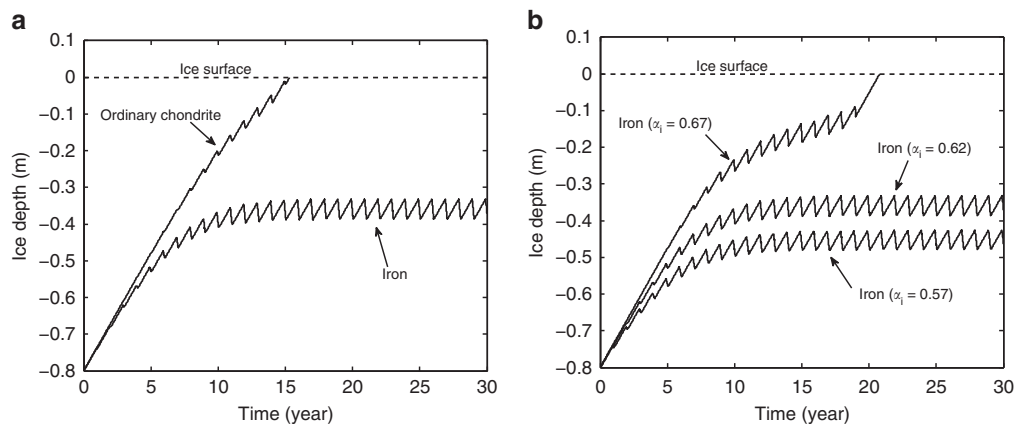 a
0.1
0
−0.1
−0.2
−0.3
−0.4
−0.5
−0.6
−0.7
−0.8
Ice depth (m)
Ice surface
Ordinary chondrite
Iron
0 5 10 15 20 25 30
Time (year)
b
0.1
0
−0.1
−0.2
−0.3
−0.4
−0.5
−0.6
−0.7
−0.8
Ice depth (m)
Ice surface
Iron (αi = 0.67)
Iron (αi = 0.62)
Iron (αi = 0.57)
0 5 10 15 20 25 30
Time (year)